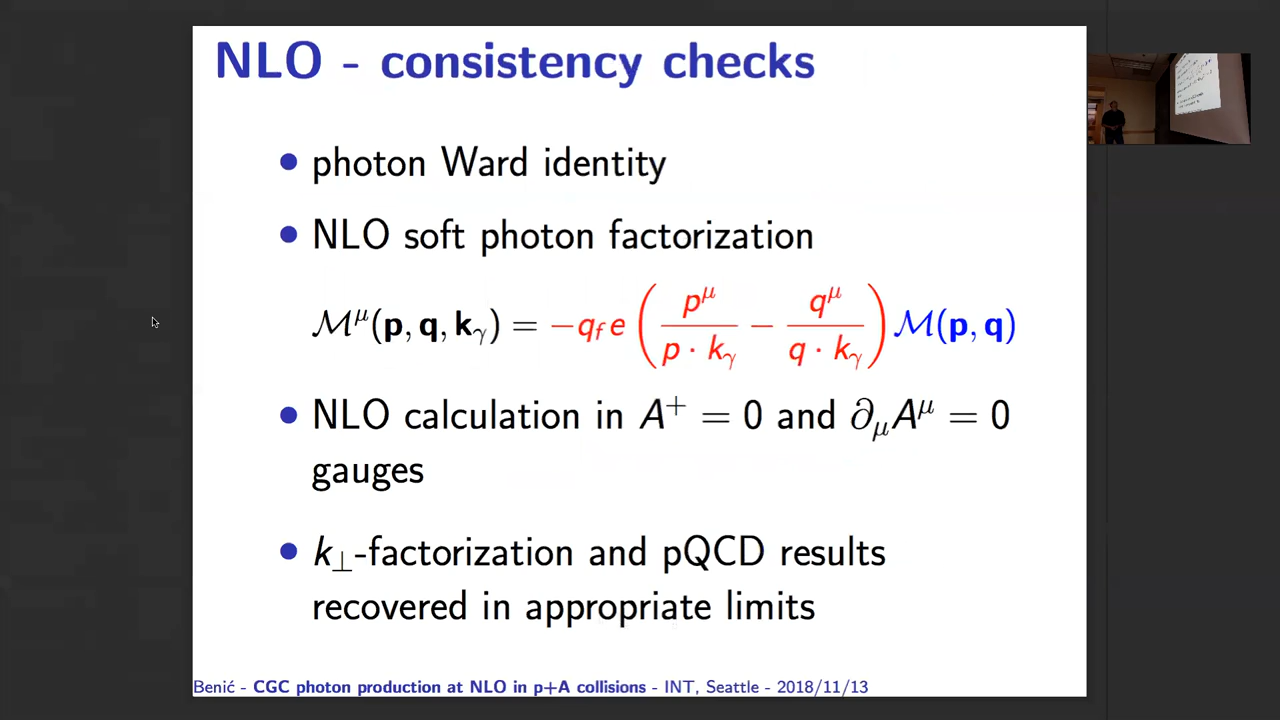 NLO - consistency checks
• photon Ward identity
• NLO soft photon factorization
ℳ^μ(p, q, k_γ) = −q_f e (p^μ / p · k_γ − q^μ / q · k_γ) ℳ(p, q)
• NLO calculation in A⁺ = 0 and ∂_μ A^μ = 0
gauges
• k_⊥-factorization and pQCD results
recovered in appropriate limits
Benić - CGC photon production at NLO in p+A collisions - INT, Seattle - 2018/11/13